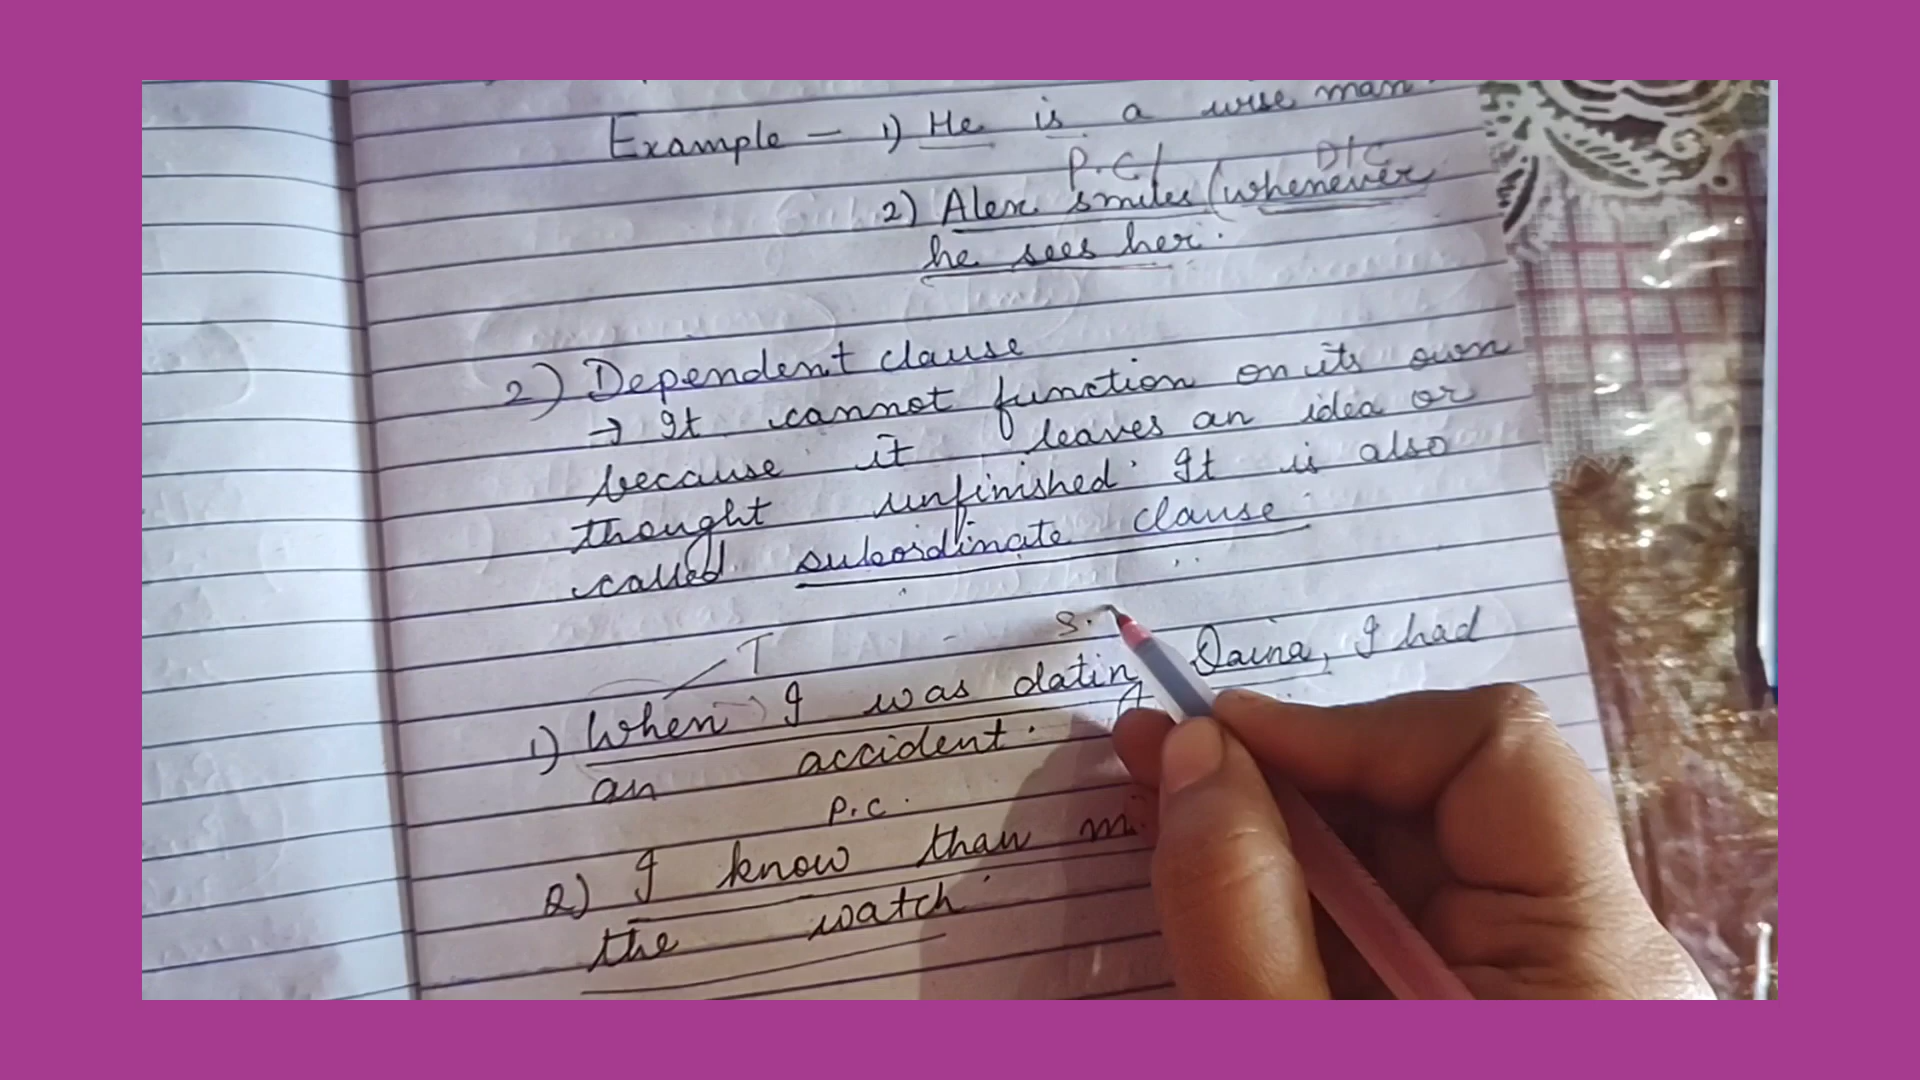 Example — 1) He is a wise man
P.C/ D/C
2) Alex smiles (whenever
he sees her.
2) Dependent clause
→ It cannot function on its own
because it leaves an idea or
thought unfinished. It is also
called subordinate clause
T S.
1) When I was datin Daina, I had
an accident.
P.C.
2) I know than
the watch